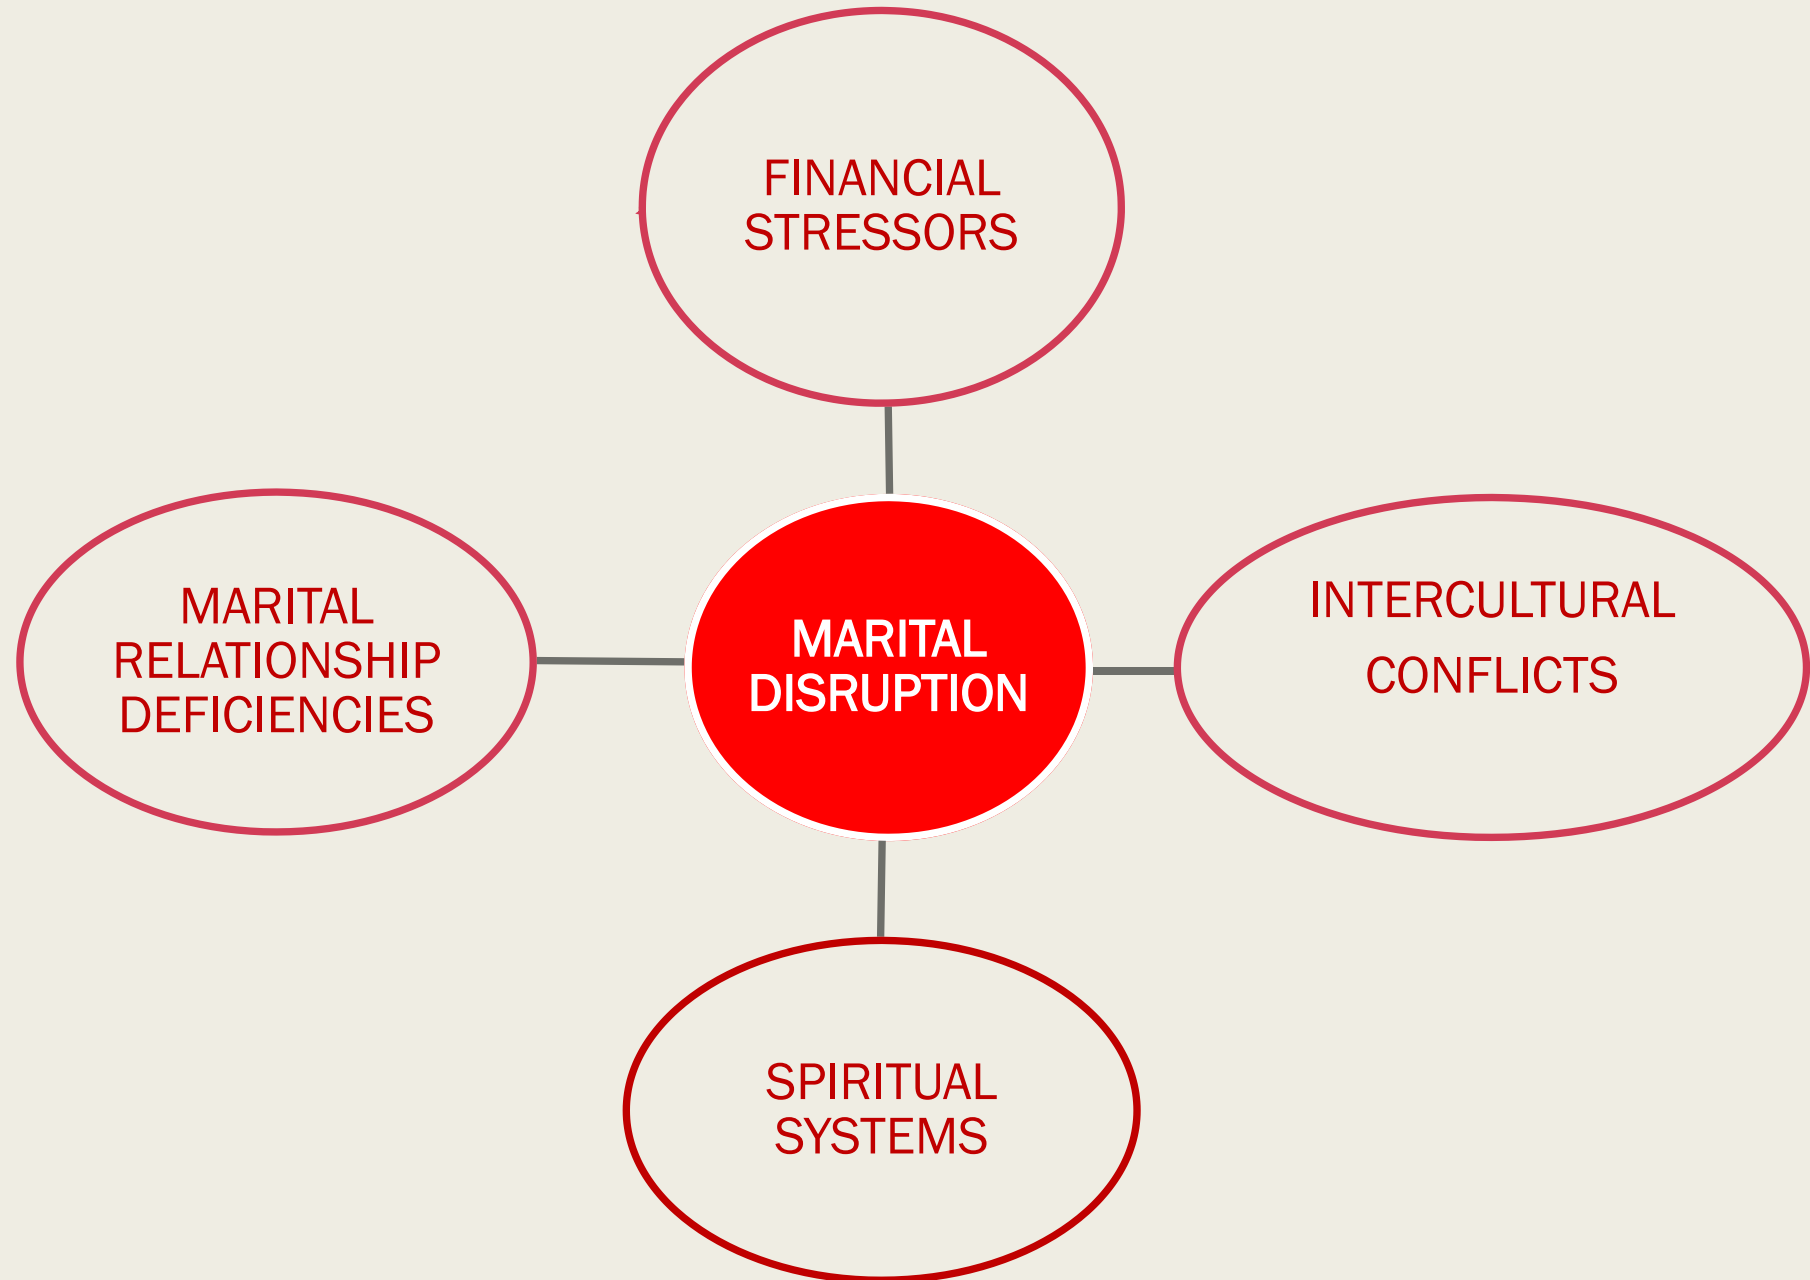 FINANCIAL
STRESSORS
MARITAL
RELATIONSHIP
DEFICIENCIES
MARITAL
DISRUPTION
INTERCULTURAL
CONFLICTS
SPIRITUAL
SYSTEMS